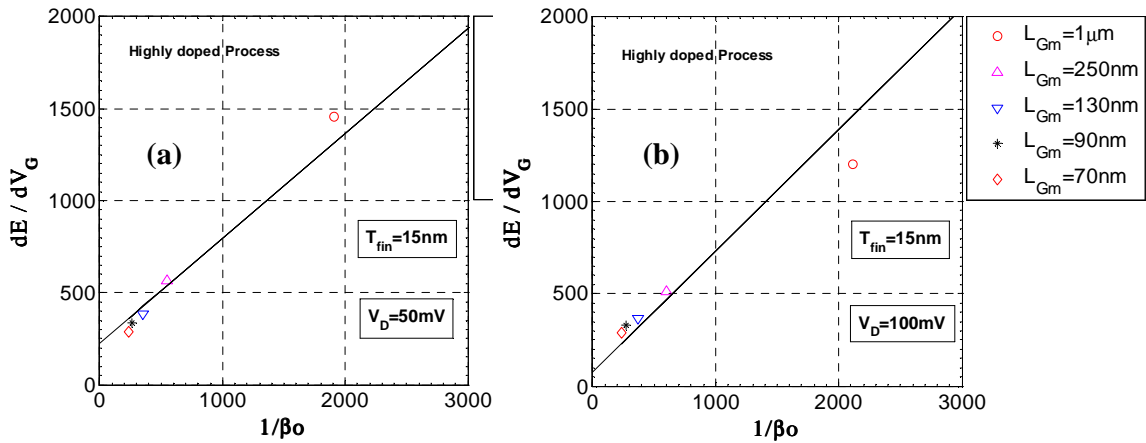 2000
1500
1000
500
0
dE / dV_G
Highly doped Process
(a)
T_fin=15nm
V_D=50mV
0 1000 2000 3000
1/βo
2000
1500
1000
500
0
dE / dV_G
Highly doped Process
(b)
T_fin=15nm
V_D=100mV
0 1000 2000 3000
1/βo
L_Gm=1μm
L_Gm=250nm
L_Gm=130nm
L_Gm=90nm
L_Gm=70nm